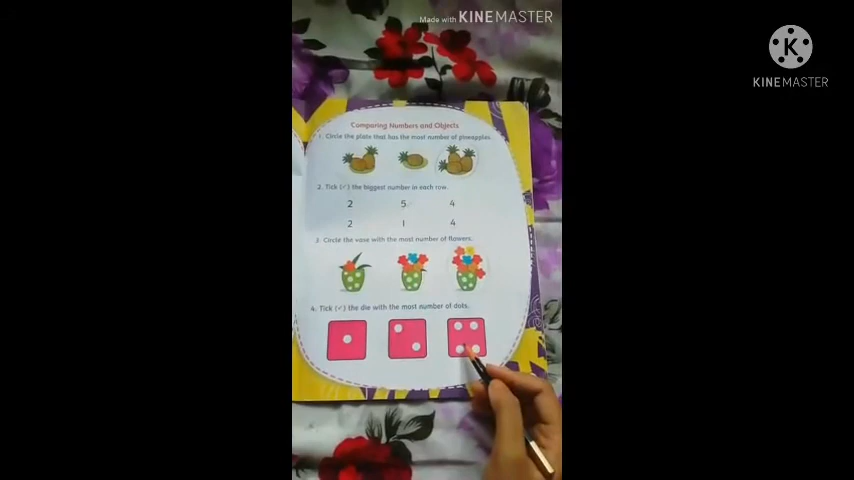 Made with KINEMASTER
K
KINEMASTER
Comparing Numbers and Objects
1. Circle the plate that has the most number of pineapples.
2. Tick (✓) the biggest number in each row.
2 5 4
2 1 4
3. Circle the vase with the most number of flowers.
4. Tick (✓) the die with the most number of dots.